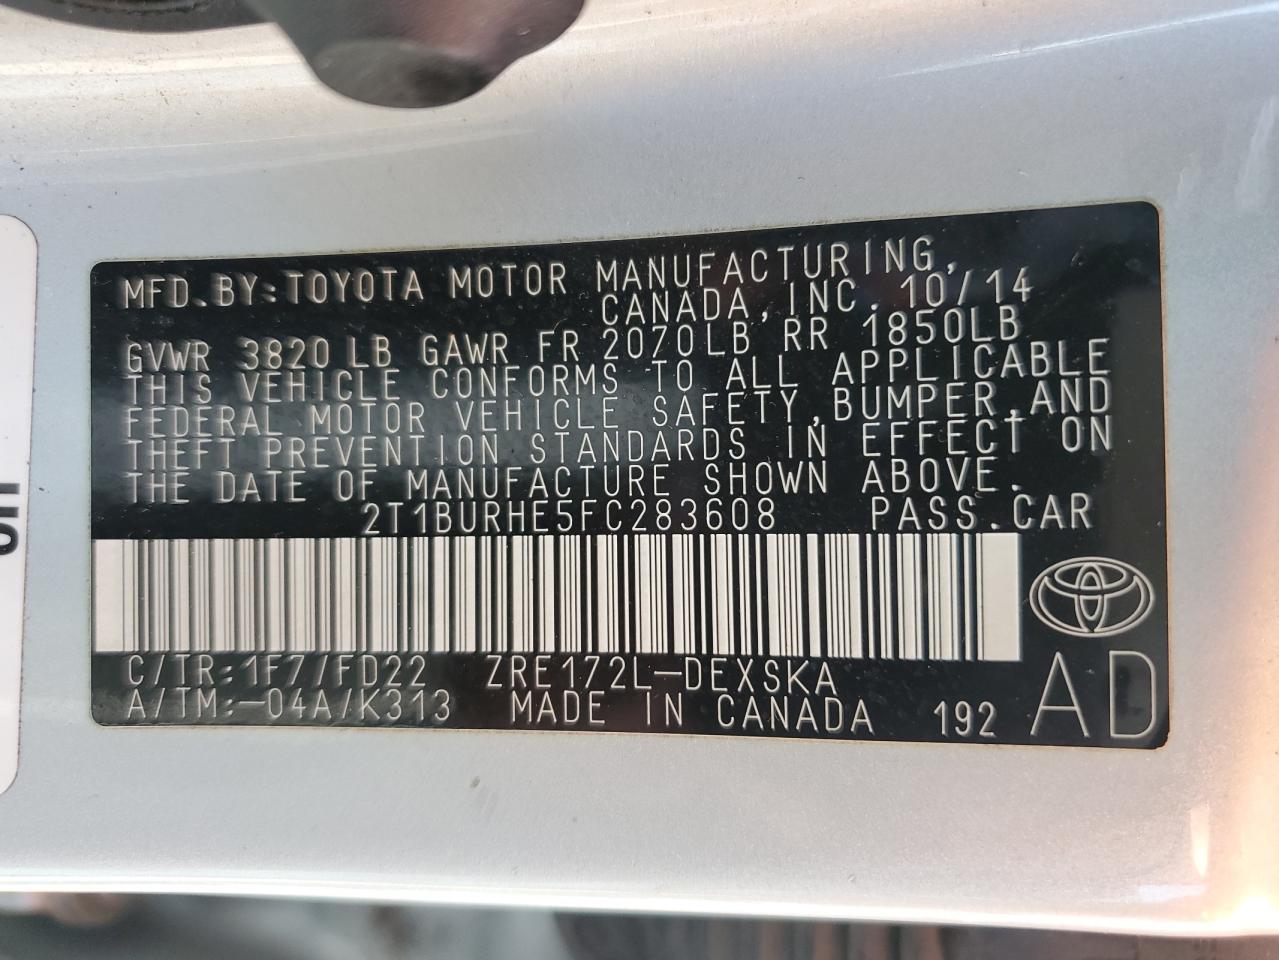 MFD.BY:TOYOTA MOTOR MANUFACTURING,
CANADA,INC. 10/14
GVWR 3820LB GAWR FR 2070LB RR 1850LB
THIS VEHICLE CONFORMS TO ALL APPLICABLE
FEDERAL MOTOR VEHICLE SAFETY,BUMPER,AND
THEFT PREVENTION STANDARDS IN EFFECT ON
THE DATE OF MANUFACTURE SHOWN ABOVE.
2T1BURHE5FC283608 PASS.CAR
C/TR:1F7/FD22 ZRE172L-DEXSKA
A/TM:-04A/K313 MADE IN CANADA 192 AD